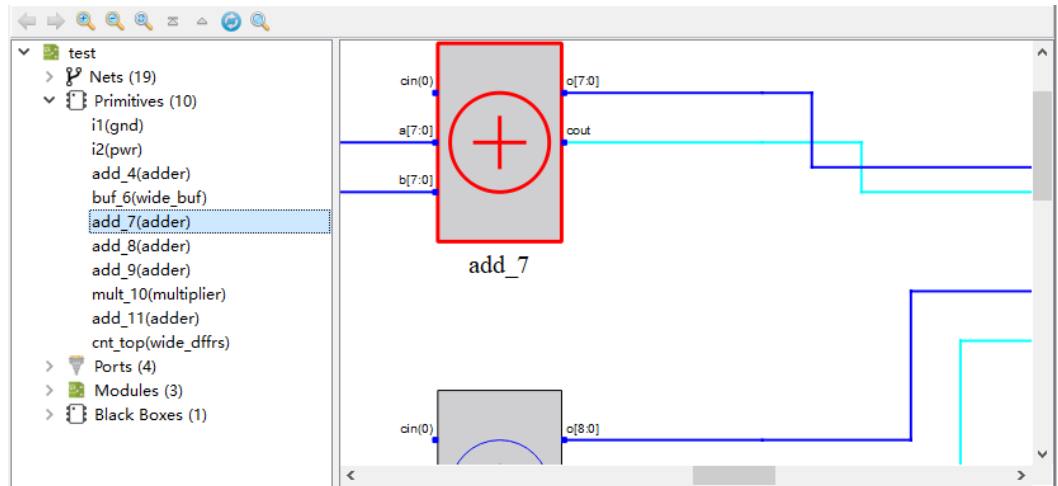 test
Nets (19)
Primitives (10)
i1(gnd)
i2(pwr)
add_4(adder)
buf_6(wide_buf)
add_7(adder)
add_8(adder)
add_9(adder)
mult_10(multiplier)
add_11(adder)
cnt_top(wide_dffrs)
Ports (4)
Modules (3)
Black Boxes (1)
cin(0) o[7:0]
a[7:0] cout
b[7:0]
add_7
cin(0) o[8:0]